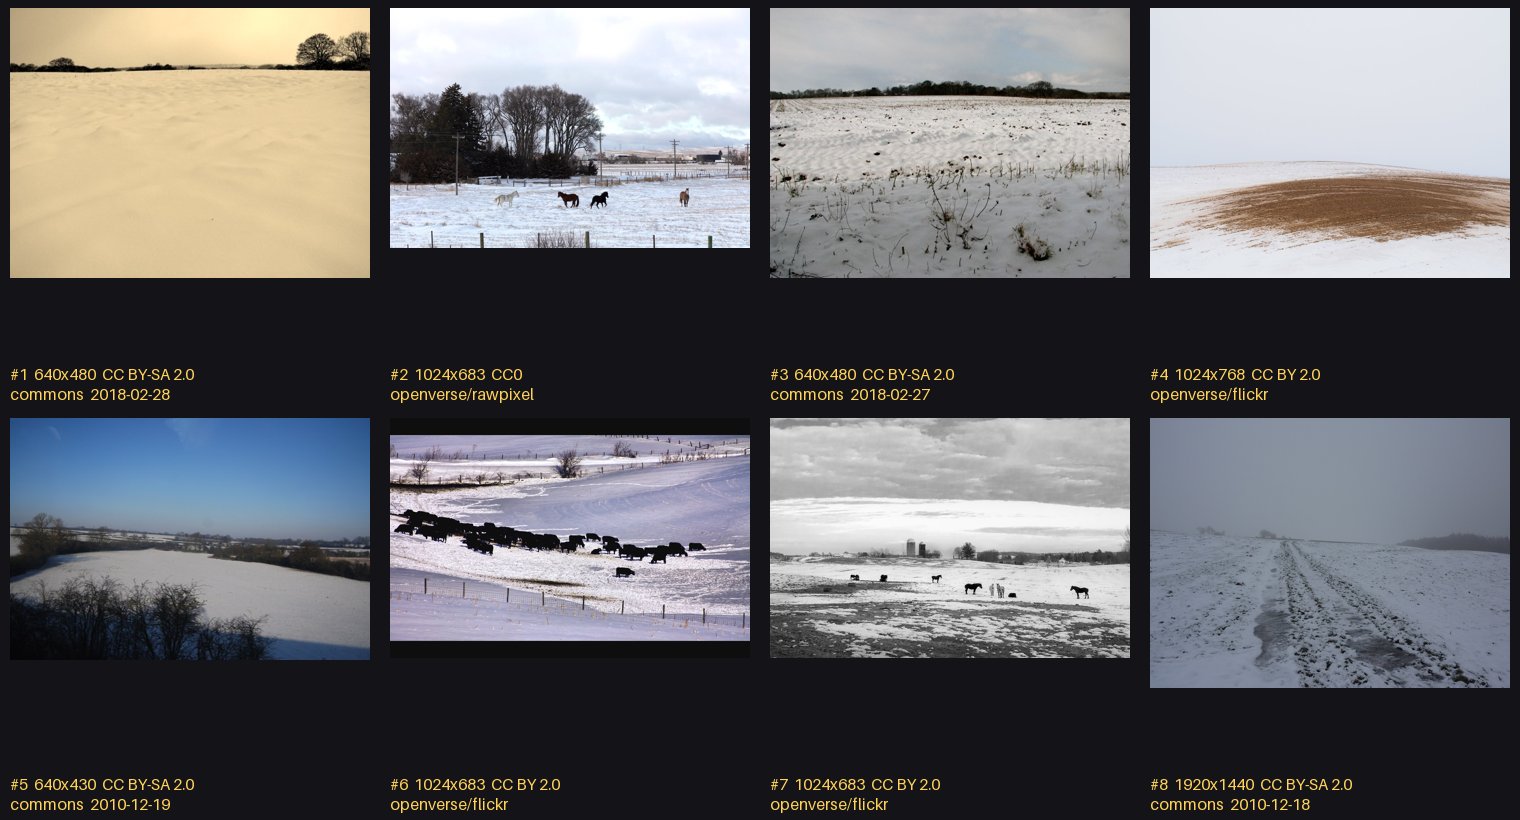 #1 640x480 CC BY-SA 2.0
commons 2018-02-28
#2 1024x683 CC0
openverse/rawpixel
#3 640x480 CC BY-SA 2.0
commons 2018-02-27
#4 1024x768 CC BY 2.0
openverse/flickr
#5 640x430 CC BY-SA 2.0
commons 2010-12-19
#6 1024x683 CC BY 2.0
openverse/flickr
#7 1024x683 CC BY 2.0
openverse/flickr
#8 1920x1440 CC BY-SA 2.0
commons 2010-12-18